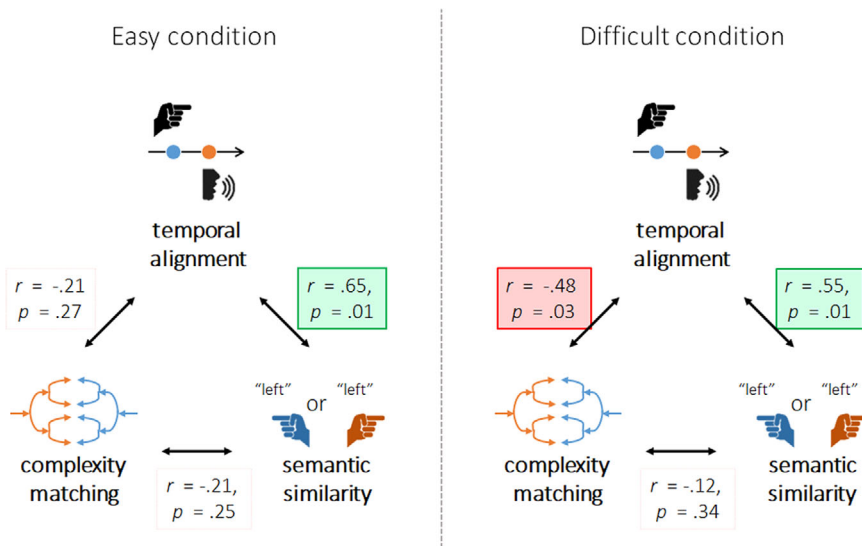 Easy condition
temporal
alignment
r = -.21
p = .27
r = .65,
p = .01
"left" or "left"
complexity
matching
semantic
similarity
r = -.21,
p = .25
Difficult condition
temporal
alignment
r = -.48
p = .03
r = .55,
p = .01
"left" or "left"
complexity
matching
semantic
similarity
r = -.12,
p = .34